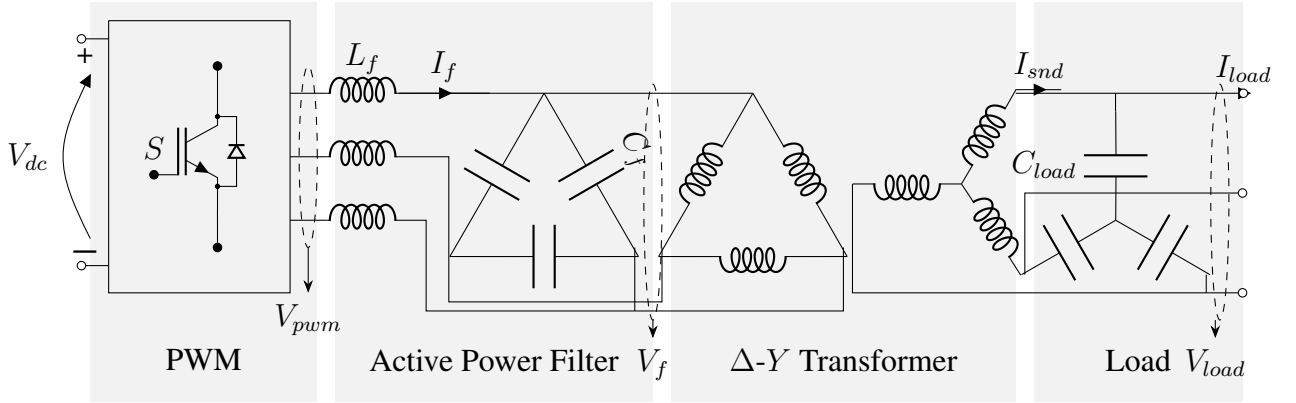 +
V_dc
−
S
V_pwm
L_f
I_f
C_f
V_f
I_snd
C_load
I_load
V_load
PWM
Active Power Filter
Δ-Y Transformer
Load